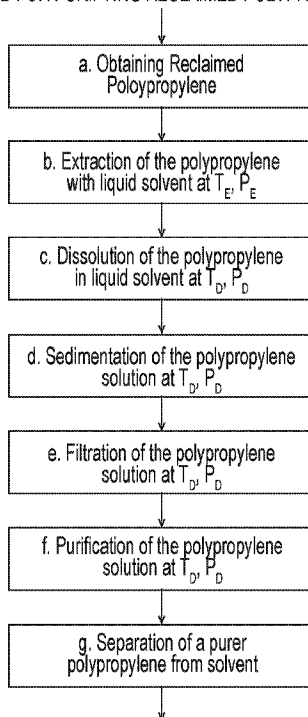 a. Obtaining Reclaimed
Poloypropylene
b. Extraction of the polypropylene
with liquid solvent at T_E, P_E
c. Dissolution of the polypropylene
in liquid solvent at T_D, P_D
d. Sedimentation of the polypropylene
solution at T_D, P_D
e. Filtration of the polypropylene
solution at T_D, P_D
f. Purification of the polypropylene
solution at T_D, P_D
g. Separation of a purer
polypropylene from solvent